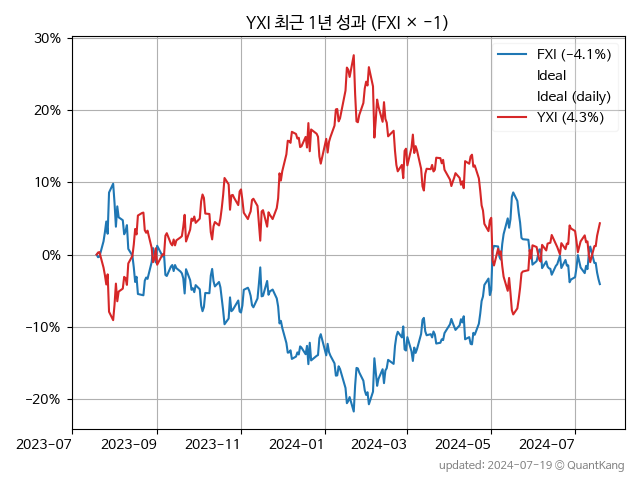 YXI 최근 1년 성과 (FXI × −1)
30%
20%
10%
0%
−10%
−20%
FXI (−4.1%)
Ideal
Ideal (daily)
YXI (4.3%)
2023-07 2023-09 2023-11 2024-01 2024-03 2024-05 2024-07
updated: 2024-07-19 © QuantKang